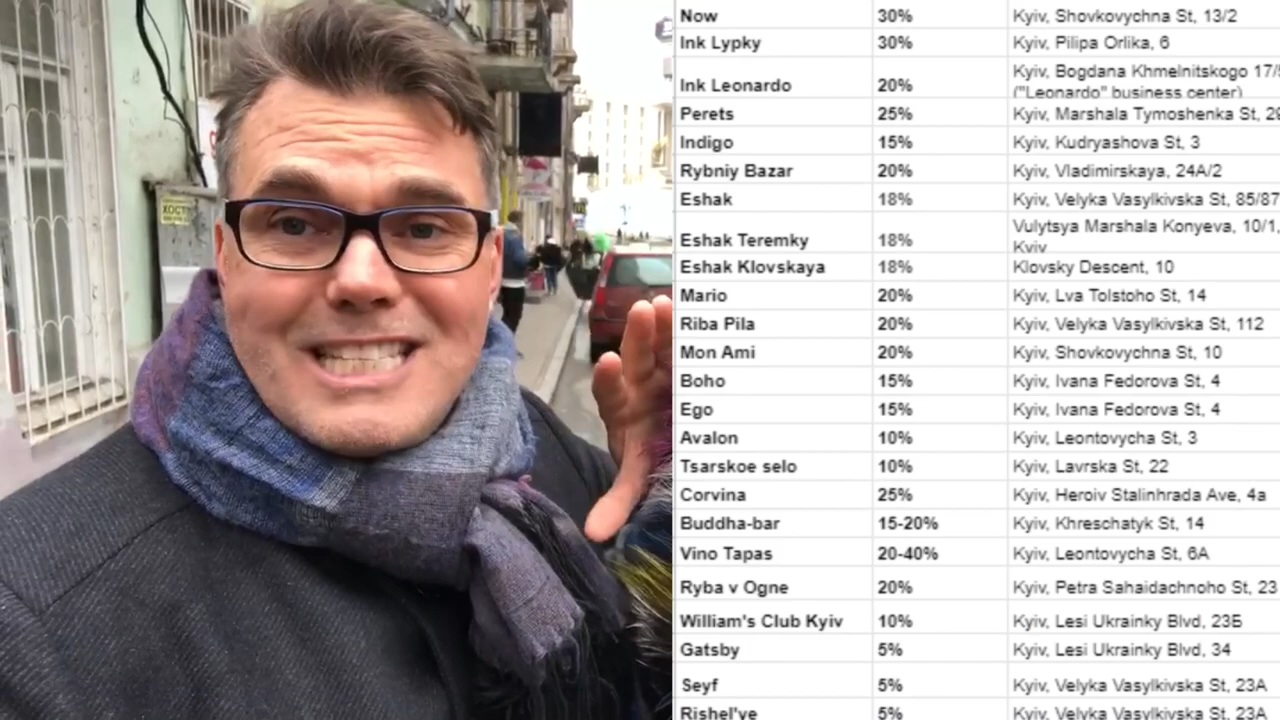 ХОСТ
Now 30% Kyiv, Shovkovychna St, 13/2
Ink Lypky 30% Kyiv, Pilipa Orlika, 6
Kyiv, Bogdana Khmelnitskogo 17/
Ink Leonardo 20% ("Leonardo" business center)
Perets 25% Kyiv, Marshala Tymoshenka St,
Indigo 15% Kyiv, Kudryashova St, 3
Rybniy Bazar 20% Kyiv, Vladimirskaya, 24A/2
Eshak 18% Kyiv, Velyka Vasylkivska St, 85/87
Vulytsya Marshala Konyeva, 10/1,
Eshak Teremky 18% Kyiv
Eshak Klovskaya 18% Klovsky Descent, 10
Mario 20% Kyiv, Lva Tolstoho St, 14
Riba Pila 20% Kyiv, Velyka Vasylkivska St, 112
Mon Ami 20% Kyiv, Shovkovychna St, 10
Boho 15% Kyiv, Ivana Fedorova St, 4
Ego 15% Kyiv, Ivana Fedorova St, 4
Avalon 10% Kyiv, Leontovycha St, 3
Tsarskoe selo 10% Kyiv, Lavrska St, 22
Corvina 25% Kyiv, Heroiv Stalinhrada Ave, 4a
Buddha-bar 15-20% Kyiv, Khreschatyk St, 14
Vino Tapas 20-40% Kyiv, Leontovycha St, 6A
Ryba v Ogne 20% Kyiv, Petra Sahaidachnoho St, 23
William's Club Kyiv 10% Kyiv, Lesi Ukrainky Blvd, 23Б
Gatsby 5% Kyiv, Lesi Ukrainky Blvd, 34
Seyf 5% Kyiv, Velyka Vasylkivska St, 23A
Rishel'ye 5% Kyiv, Velyka Vasylkivska St, 23A